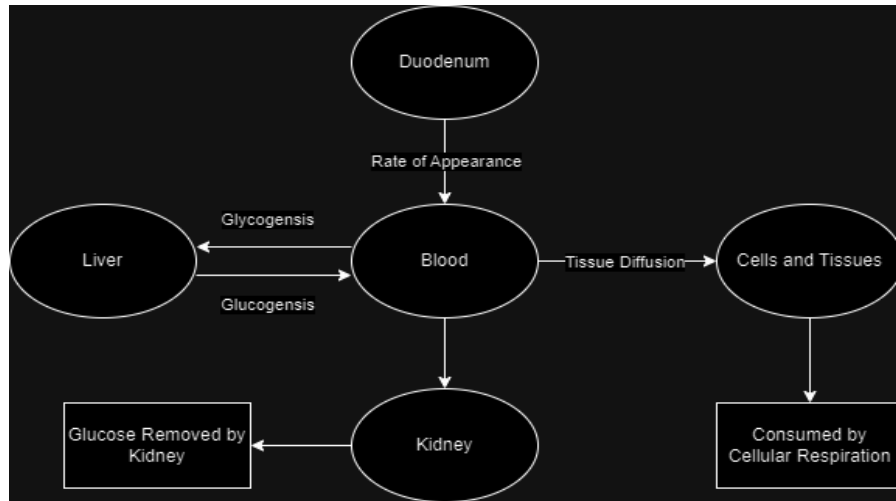 Duodenum
Rate of Appearance
Glycogensis
Liver
Blood
Tissue Diffusion
Cells and Tissues
Glucogensis
Glucose Removed by
Kidney
Kidney
Consumed by
Cellular Respiration